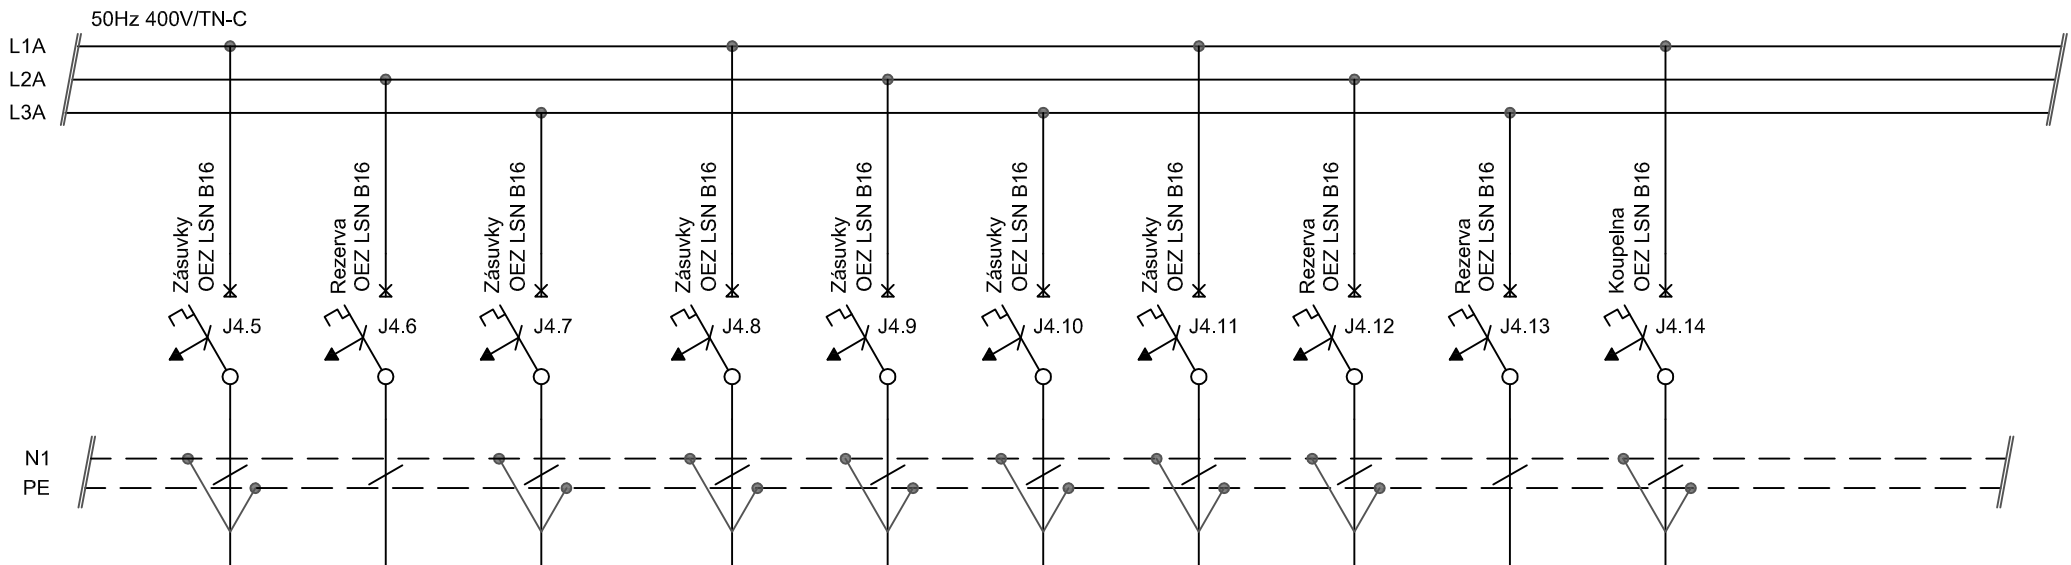 50Hz 400V/TN-C
L1A
L2A
L3A
Zásuvky
OEZ LSN B16
J4.5
Rezerva
OEZ LSN B16
J4.6
Zásuvky
OEZ LSN B16
J4.7
Zásuvky
OEZ LSN B16
J4.8
Zásuvky
OEZ LSN B16
J4.9
Zásuvky
OEZ LSN B16
J4.10
Zásuvky
OEZ LSN B16
J4.11
Rezerva
OEZ LSN B16
J4.12
Rezerva
OEZ LSN B16
J4.13
Koupelna
OEZ LSN B16
J4.14
N1
PE